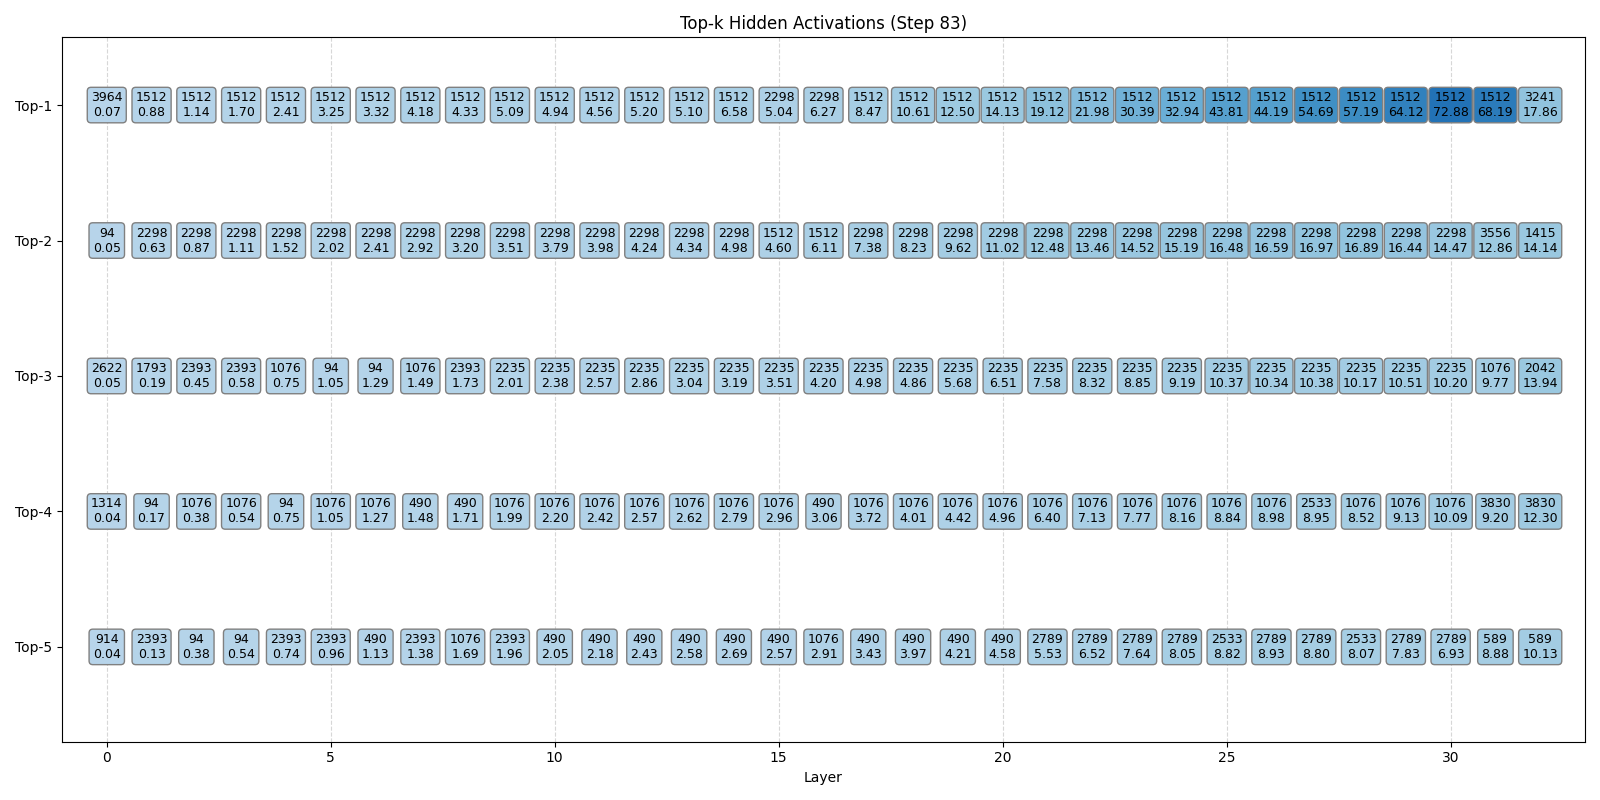 Top-k Hidden Activations (Step 83)
Top-1
3964 1512 1512 1512 1512 1512 1512 1512 1512 1512 1512 1512 1512 1512 1512 2298 2298 1512 1512 1512 1512 1512 1512 1512 1512 1512 1512 1512 1512 1512 1512 1512 3241
0.07 0.88 1.14 1.70 2.41 3.25 3.32 4.18 4.33 5.09 4.94 4.56 5.20 5.10 6.58 5.04 6.27 8.47 10.61 12.50 14.13 19.12 21.98 30.39 32.94 43.81 44.19 54.69 57.19 64.12 72.88 68.19 17.86
Top-2
94 2298 2298 2298 2298 2298 2298 2298 2298 2298 2298 2298 2298 2298 2298 1512 1512 2298 2298 2298 2298 2298 2298 2298 2298 2298 2298 2298 2298 2298 2298 3556 1415
0.05 0.63 0.87 1.11 1.52 2.02 2.41 2.92 3.20 3.51 3.79 3.98 4.24 4.34 4.98 4.60 6.11 7.38 8.23 9.62 11.02 12.48 13.46 14.52 15.19 16.48 16.59 16.97 16.89 16.44 14.47 12.86 14.14
Top-3
2622 1793 2393 2393 1076 94 94 1076 2393 2235 2235 2235 2235 2235 2235 2235 2235 2235 2235 2235 2235 2235 2235 2235 2235 2235 2235 2235 2235 2235 2235 1076 2042
0.05 0.19 0.45 0.58 0.75 1.05 1.29 1.49 1.73 2.01 2.38 2.57 2.86 3.04 3.19 3.51 4.20 4.98 4.86 5.68 6.51 7.58 8.32 8.85 9.19 10.37 10.34 10.38 10.17 10.51 10.20 9.77 13.94
Top-4
1314 94 1076 1076 94 1076 1076 490 490 1076 1076 1076 1076 1076 1076 1076 490 1076 1076 1076 1076 1076 1076 1076 1076 1076 1076 2533 1076 1076 1076 3830 3830
0.04 0.17 0.38 0.54 0.75 1.05 1.27 1.48 1.71 1.99 2.20 2.42 2.57 2.62 2.79 2.96 3.06 3.72 4.01 4.42 4.96 6.40 7.13 7.77 8.16 8.84 8.98 8.95 8.52 9.13 10.09 9.20 12.30
Top-5
914 2393 94 94 2393 2393 490 2393 1076 2393 490 490 490 490 490 490 1076 490 490 490 490 2789 2789 2789 2789 2533 2789 2789 2533 2789 2789 589 589
0.04 0.13 0.38 0.54 0.74 0.96 1.13 1.38 1.69 1.96 2.05 2.18 2.43 2.58 2.69 2.57 2.91 3.43 3.97 4.21 4.58 5.53 6.52 7.64 8.05 8.82 8.93 8.80 8.07 7.83 6.93 8.88 10.13
0 5 10 15 20 25 30
Layer